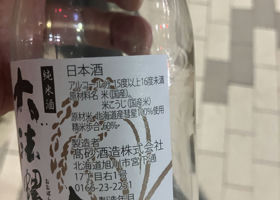 純米酒
日本酒
アルコール分 15度以上16度未満
原材料名 米(国産)、
米こうじ(国産米)
原料米 北海道産彗星100%使用
精米歩合60%
製造者
髙砂酒造株式会社
北海道旭川市宮下通
17丁目右1号
0166-23-2251